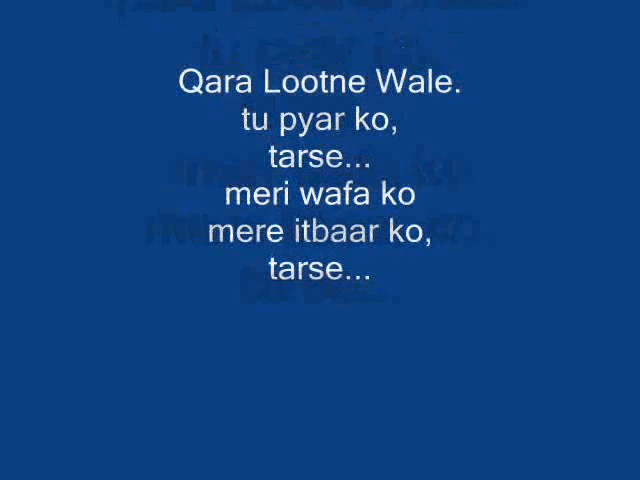 Qara Lootne Wale.
tu pyar ko,
tarse...
meri wafa ko
mere itbaar ko,
tarse...